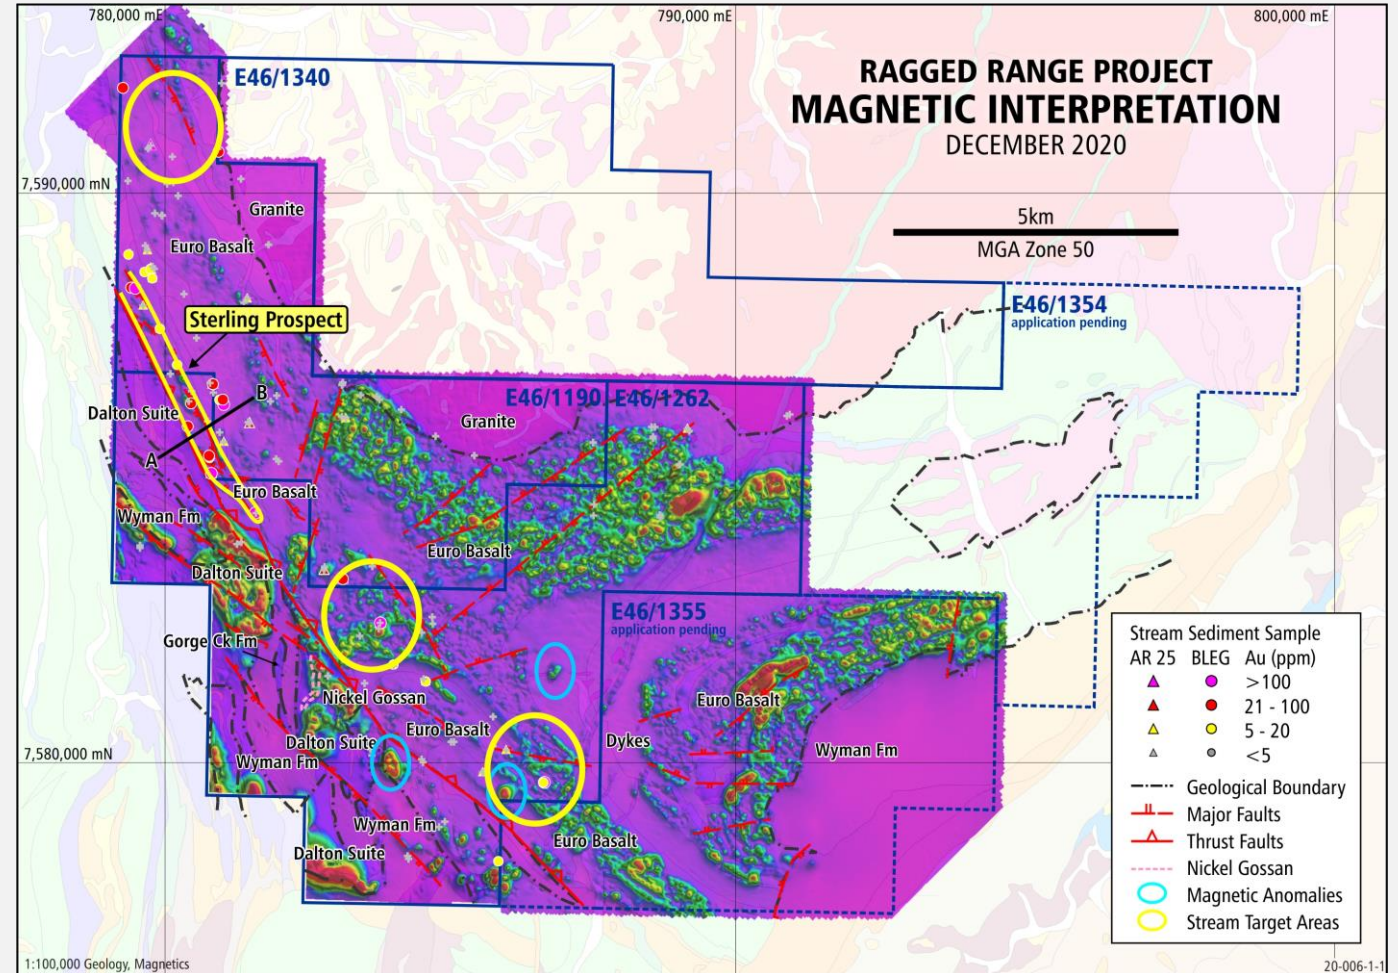 780,000 mE
790,000 mE
800,000 mE
RAGGED RANGE PROJECT
MAGNETIC INTERPRETATION
DECEMBER 2020
E46/1340
7,590,000 mN
Granite
Euro Basalt
5km
MGA Zone 50
E46/1354
application pending
Sterling Prospect
B
E46/1190
E46/1262
Dalton Suite
Granite
A
Euro Basalt
Wyman Fm
Euro Basalt
Dalton Suite
E46/1355
application pending
Gorge Ck Fm
Nickel Gossan
Euro Basalt
Euro Basalt
Dalton Suite
Dykes
Wyman Fm
7,580,000 mN
Wyman Fm
Wyman Fm
Euro Basalt
Dalton Suite
Stream Sediment Sample
AR 25 BLEG Au (ppm)
>100
21 - 100
5 - 20
<5
Geological Boundary
Major Faults
Thrust Faults
Nickel Gossan
Magnetic Anomalies
Stream Target Areas
1:100,000 Geology, Magnetics
20-006-1-1